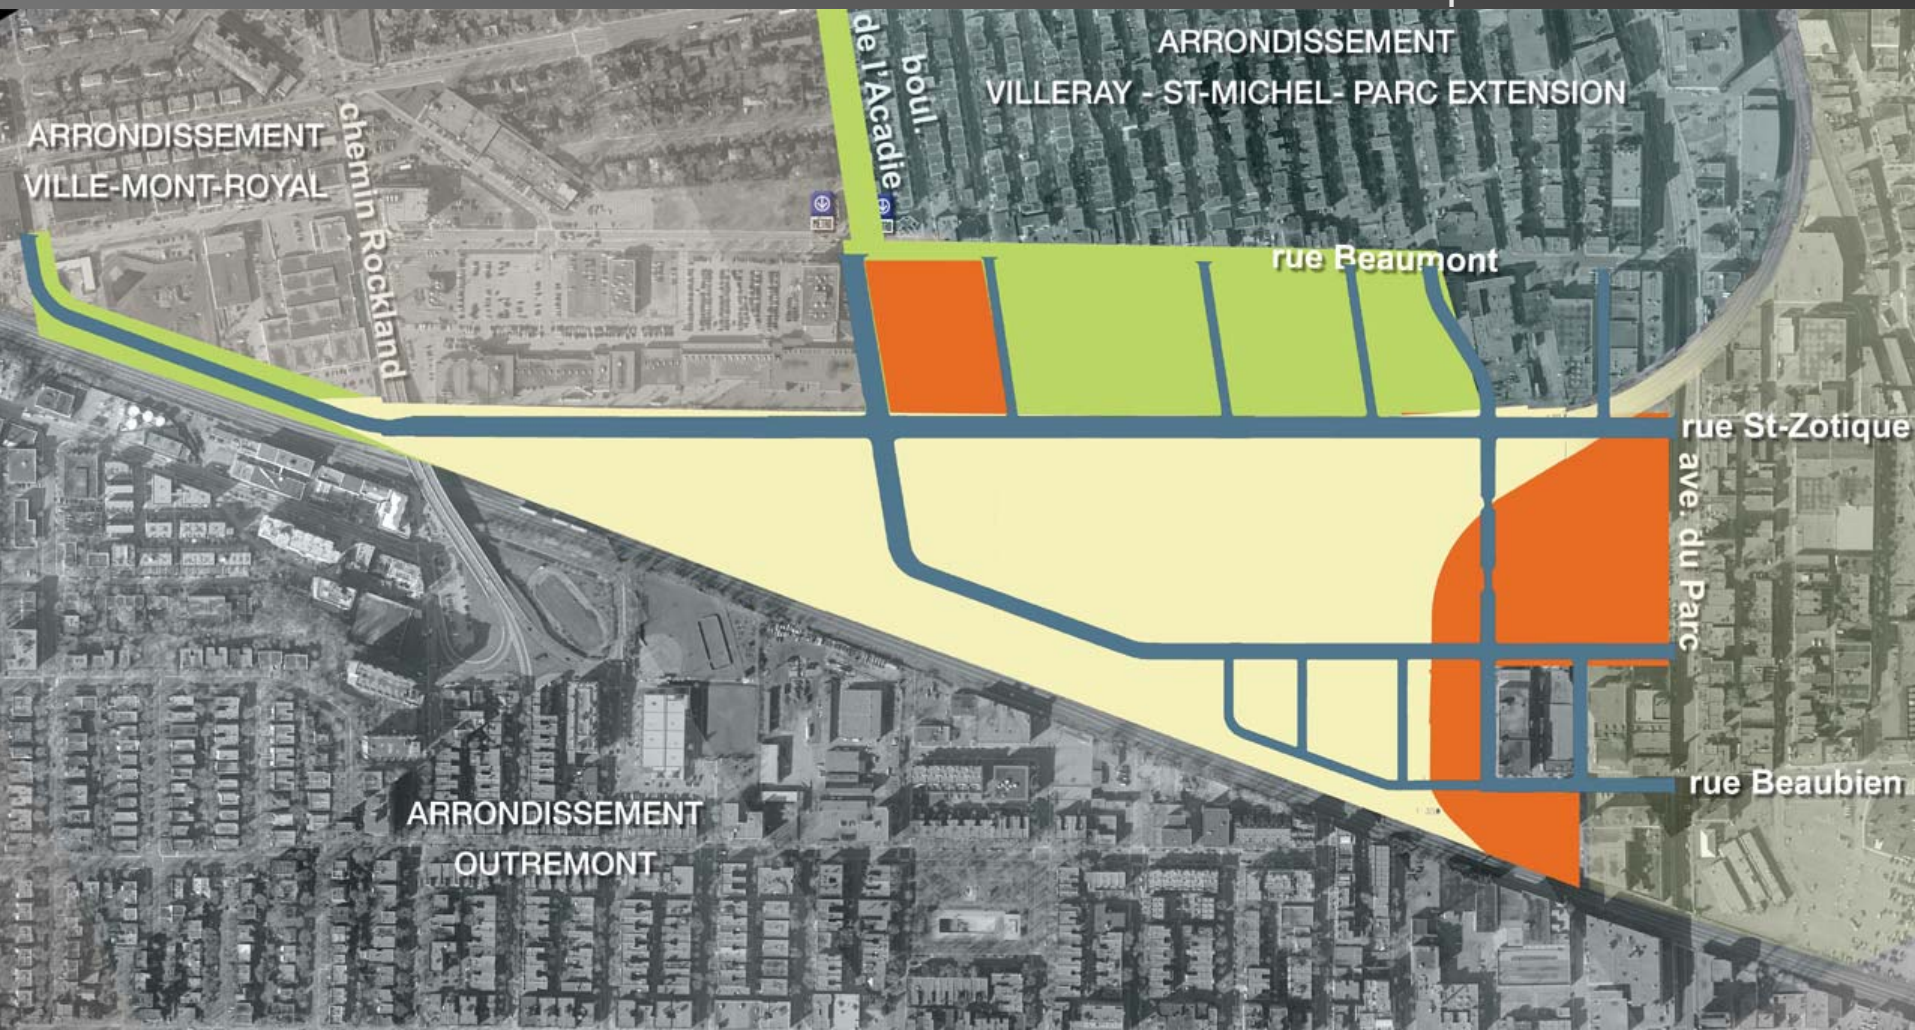 ARRONDISSEMENT
VILLERAY - ST-MICHEL- PARC EXTENSION
boul.
de l'Acadie
ARRONDISSEMENT
VILLE-MONT-ROYAL
chemin Rockland
rue Beaumont
rue St-Zotique
ave. du Parc
rue Beaubien
ARRONDISSEMENT
OUTREMONT